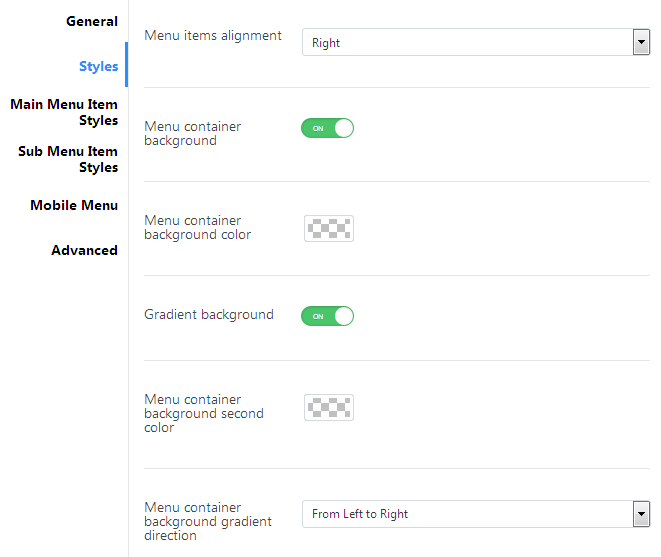 General
Styles
Main Menu Item
Styles
Sub Menu Item
Styles
Mobile Menu
Advanced
Menu items alignment
Right
Menu container
background
ON
Menu container
background color
Gradient background
ON
Menu container
background second
color
Menu container
background gradient
direction
From Left to Right